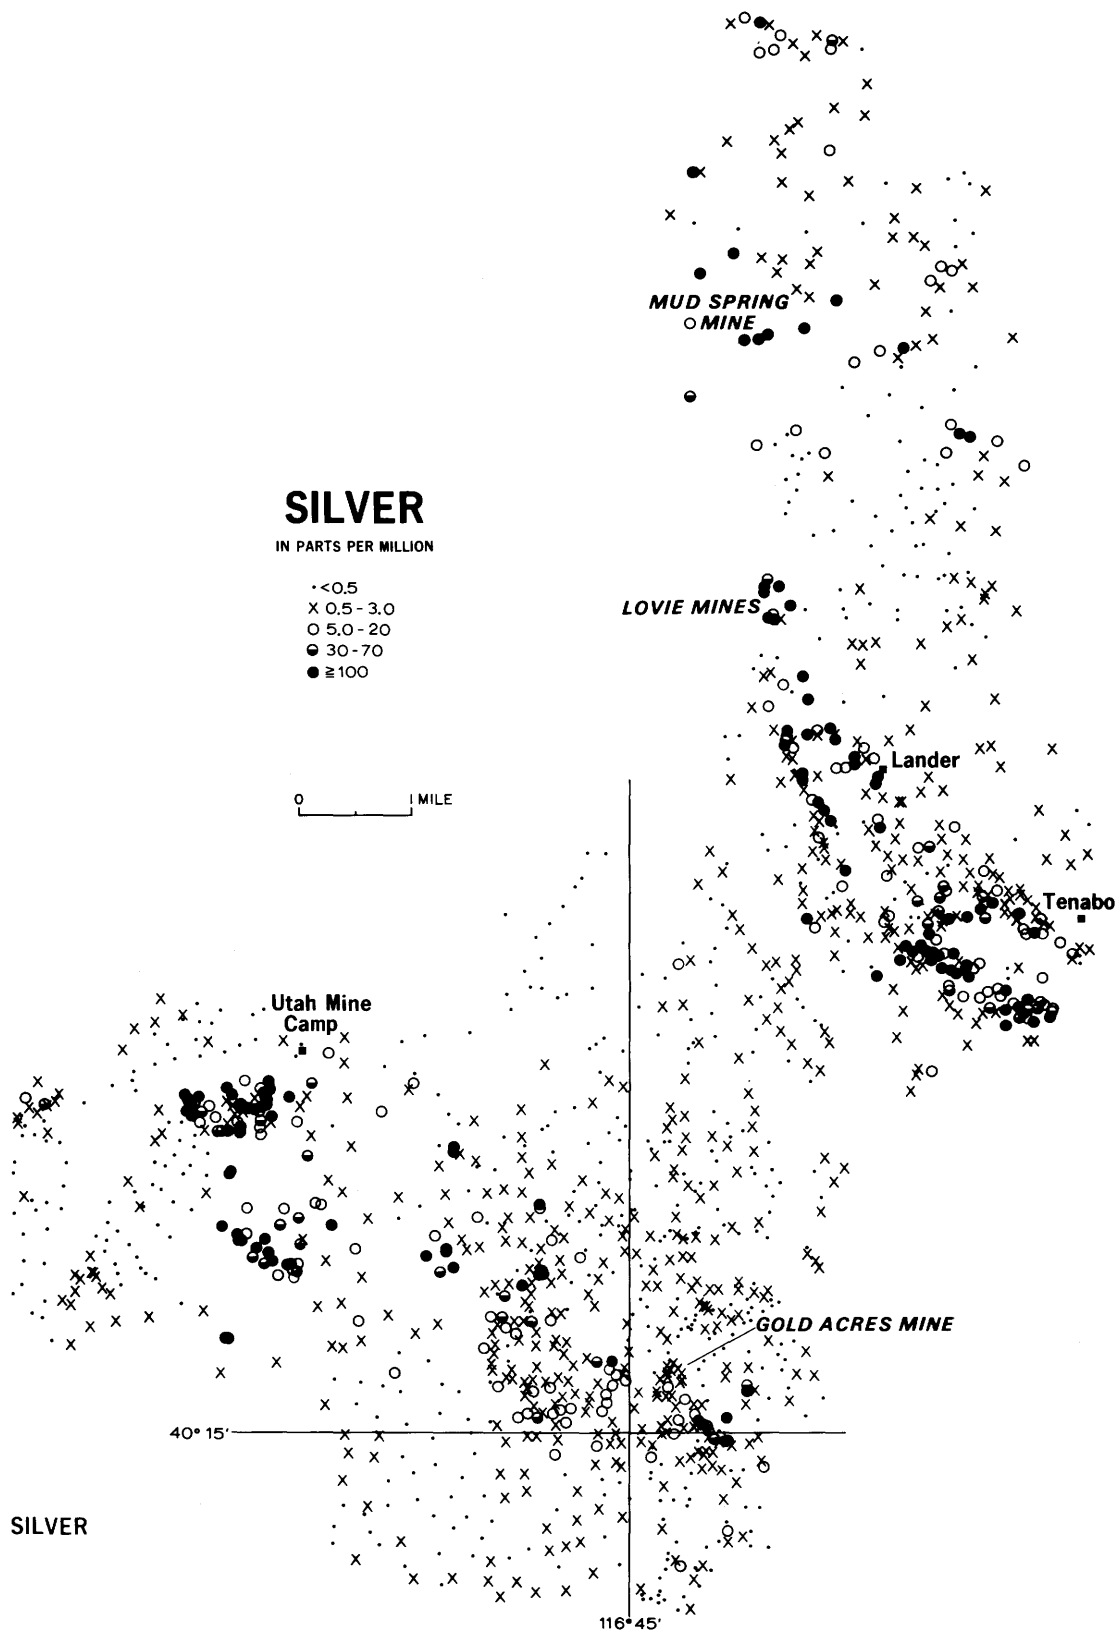 MUD SPRING
MINE
SILVER
IN PARTS PER MILLION
<0.5
X 0.5-3.0
5.0-20
30-70
≧100
LOVIE MINES
Lander
0 1 MILE
Tenabo
Utah Mine
Camp
GOLD ACRES MINE
40°15'
SILVER
116°45'